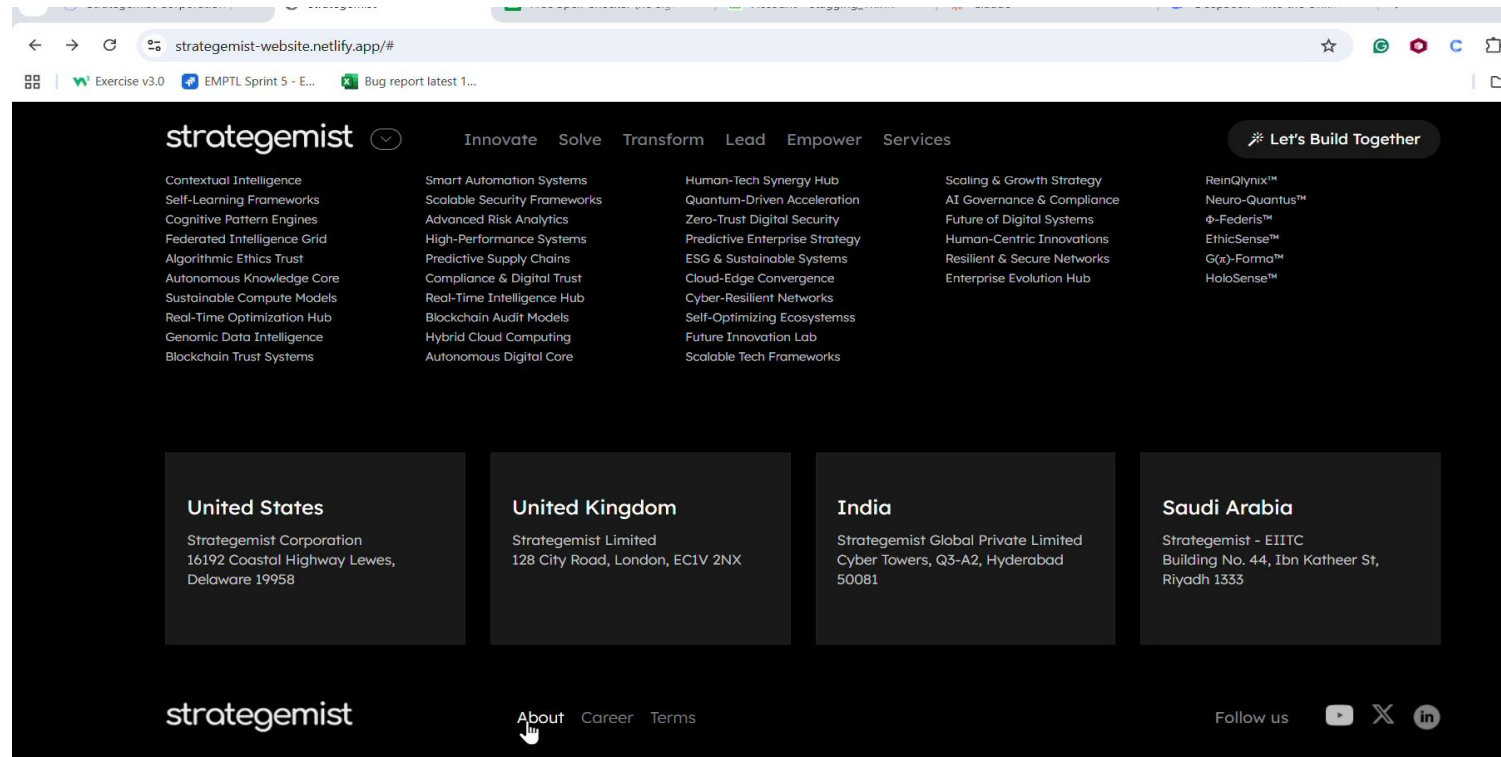 strategemist-website.netlify.app/#
Exercise v3.0 EMPTL Sprint 5 - E... Bug report latest 1...
strategemist Innovate Solve Transform Lead Empower Services Let's Build Together
Contextual Intelligence
Self-Learning Frameworks
Cognitive Pattern Engines
Federated Intelligence Grid
Algorithmic Ethics Trust
Autonomous Knowledge Core
Sustainable Compute Models
Real-Time Optimization Hub
Genomic Data Intelligence
Blockchain Trust Systems
Smart Automation Systems
Scalable Security Frameworks
Advanced Risk Analytics
High-Performance Systems
Predictive Supply Chains
Compliance & Digital Trust
Real-Time Intelligence Hub
Blockchain Audit Models
Hybrid Cloud Computing
Autonomous Digital Core
Human-Tech Synergy Hub
Quantum-Driven Acceleration
Zero-Trust Digital Security
Predictive Enterprise Strategy
ESG & Sustainable Systems
Cloud-Edge Convergence
Cyber-Resilient Networks
Self-Optimizing Ecosystemss
Future Innovation Lab
Scalable Tech Frameworks
Scaling & Growth Strategy
AI Governance & Compliance
Future of Digital Systems
Human-Centric Innovations
Resilient & Secure Networks
Enterprise Evolution Hub
ReinQlynix™
Neuro-Quantus™
Φ-Federis™
EthicSense™
G(π)-Forma™
HoloSense™
United States
Strategemist Corporation
16192 Coastal Highway Lewes,
Delaware 19958
United Kingdom
Strategemist Limited
128 City Road, London, EC1V 2NX
India
Strategemist Global Private Limited
Cyber Towers, Q3-A2, Hyderabad
50081
Saudi Arabia
Strategemist - EIITC
Building No. 44, Ibn Katheer St,
Riyadh 1333
strategemist About Career Terms Follow us